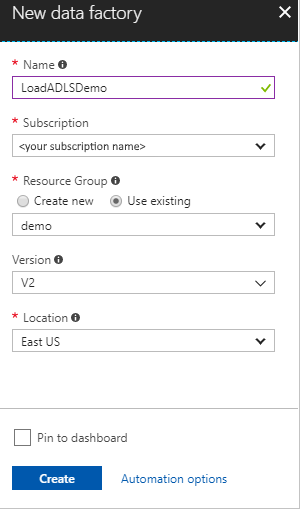 New data factory
* Name
LoadADLSDemo
* Subscription
<your subscription name>
* Resource Group
Create new Use existing
demo
Version
V2
* Location
East US
Pin to dashboard
Create Automation options